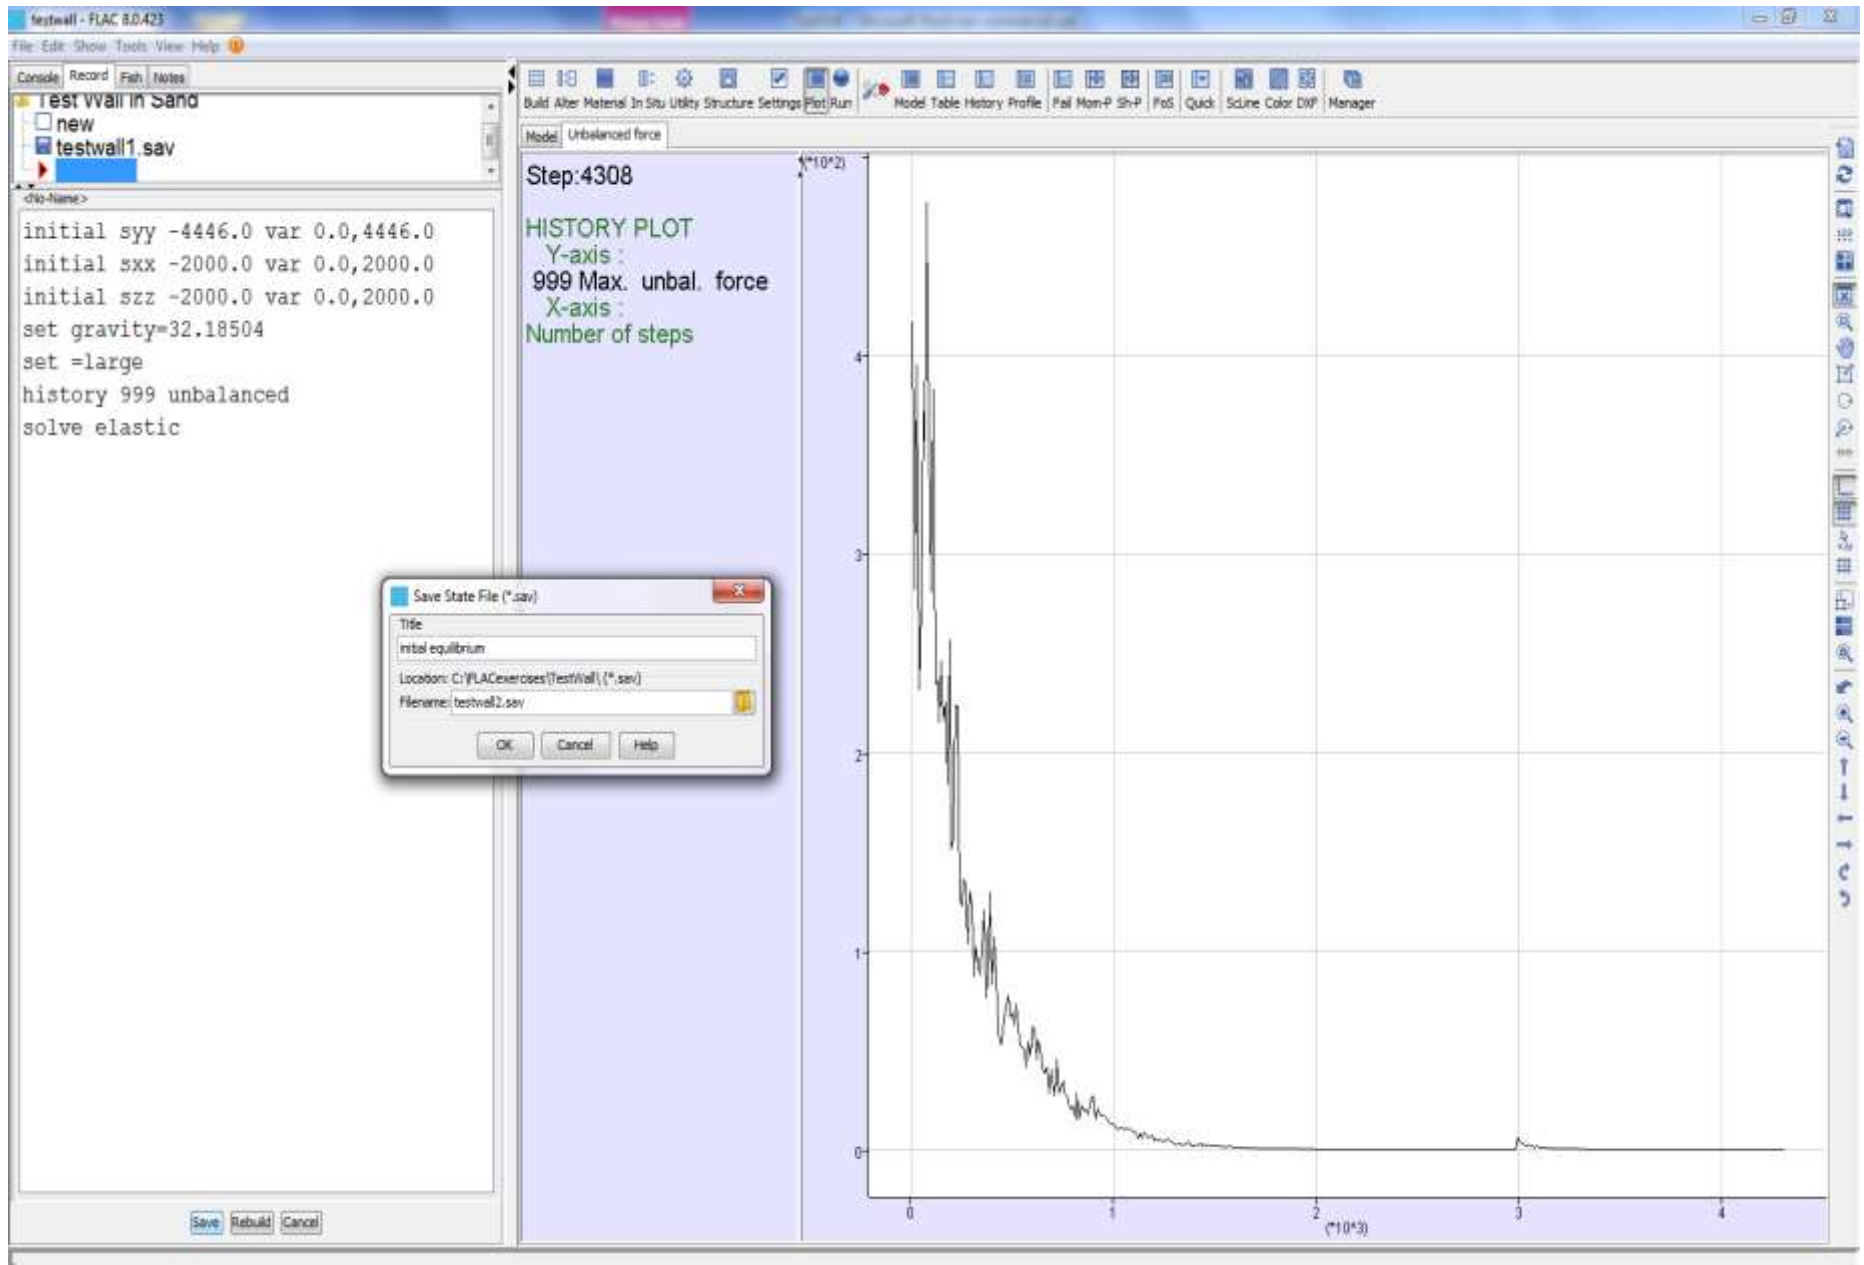 testwall - FLAC 8.0.423
File Edit Show Tools View Help
Console Record Fish Notes
Test Wall in Sand
new
testwall1.sav
<No-Name>
initial syy -4446.0 var 0.0,4446.0
initial sxx -2000.0 var 0.0,2000.0
initial szz -2000.0 var 0.0,2000.0
set gravity=32.18504
set =large
history 999 unbalanced
solve elastic
Save Rebuild Cancel
Build Alter Material In Situ Utility Structure Settings Plot Run Model Table History Profile Fail Mom-P Sh-P FoS Quick ScLine Color DXF Manager
Model Unbalanced force
Step:4308
HISTORY PLOT
Y-axis :
999 Max. unbal. force
X-axis :
Number of steps
(*10^2)
4
3
2
1
0
0 1 2 3 4
(*10^3)
Save State File (*.sav)
Title
initial equilibrium
Location: C:\FLACexercises\TestWall\ (*.sav)
Filename: testwall2.sav
OK Cancel Help